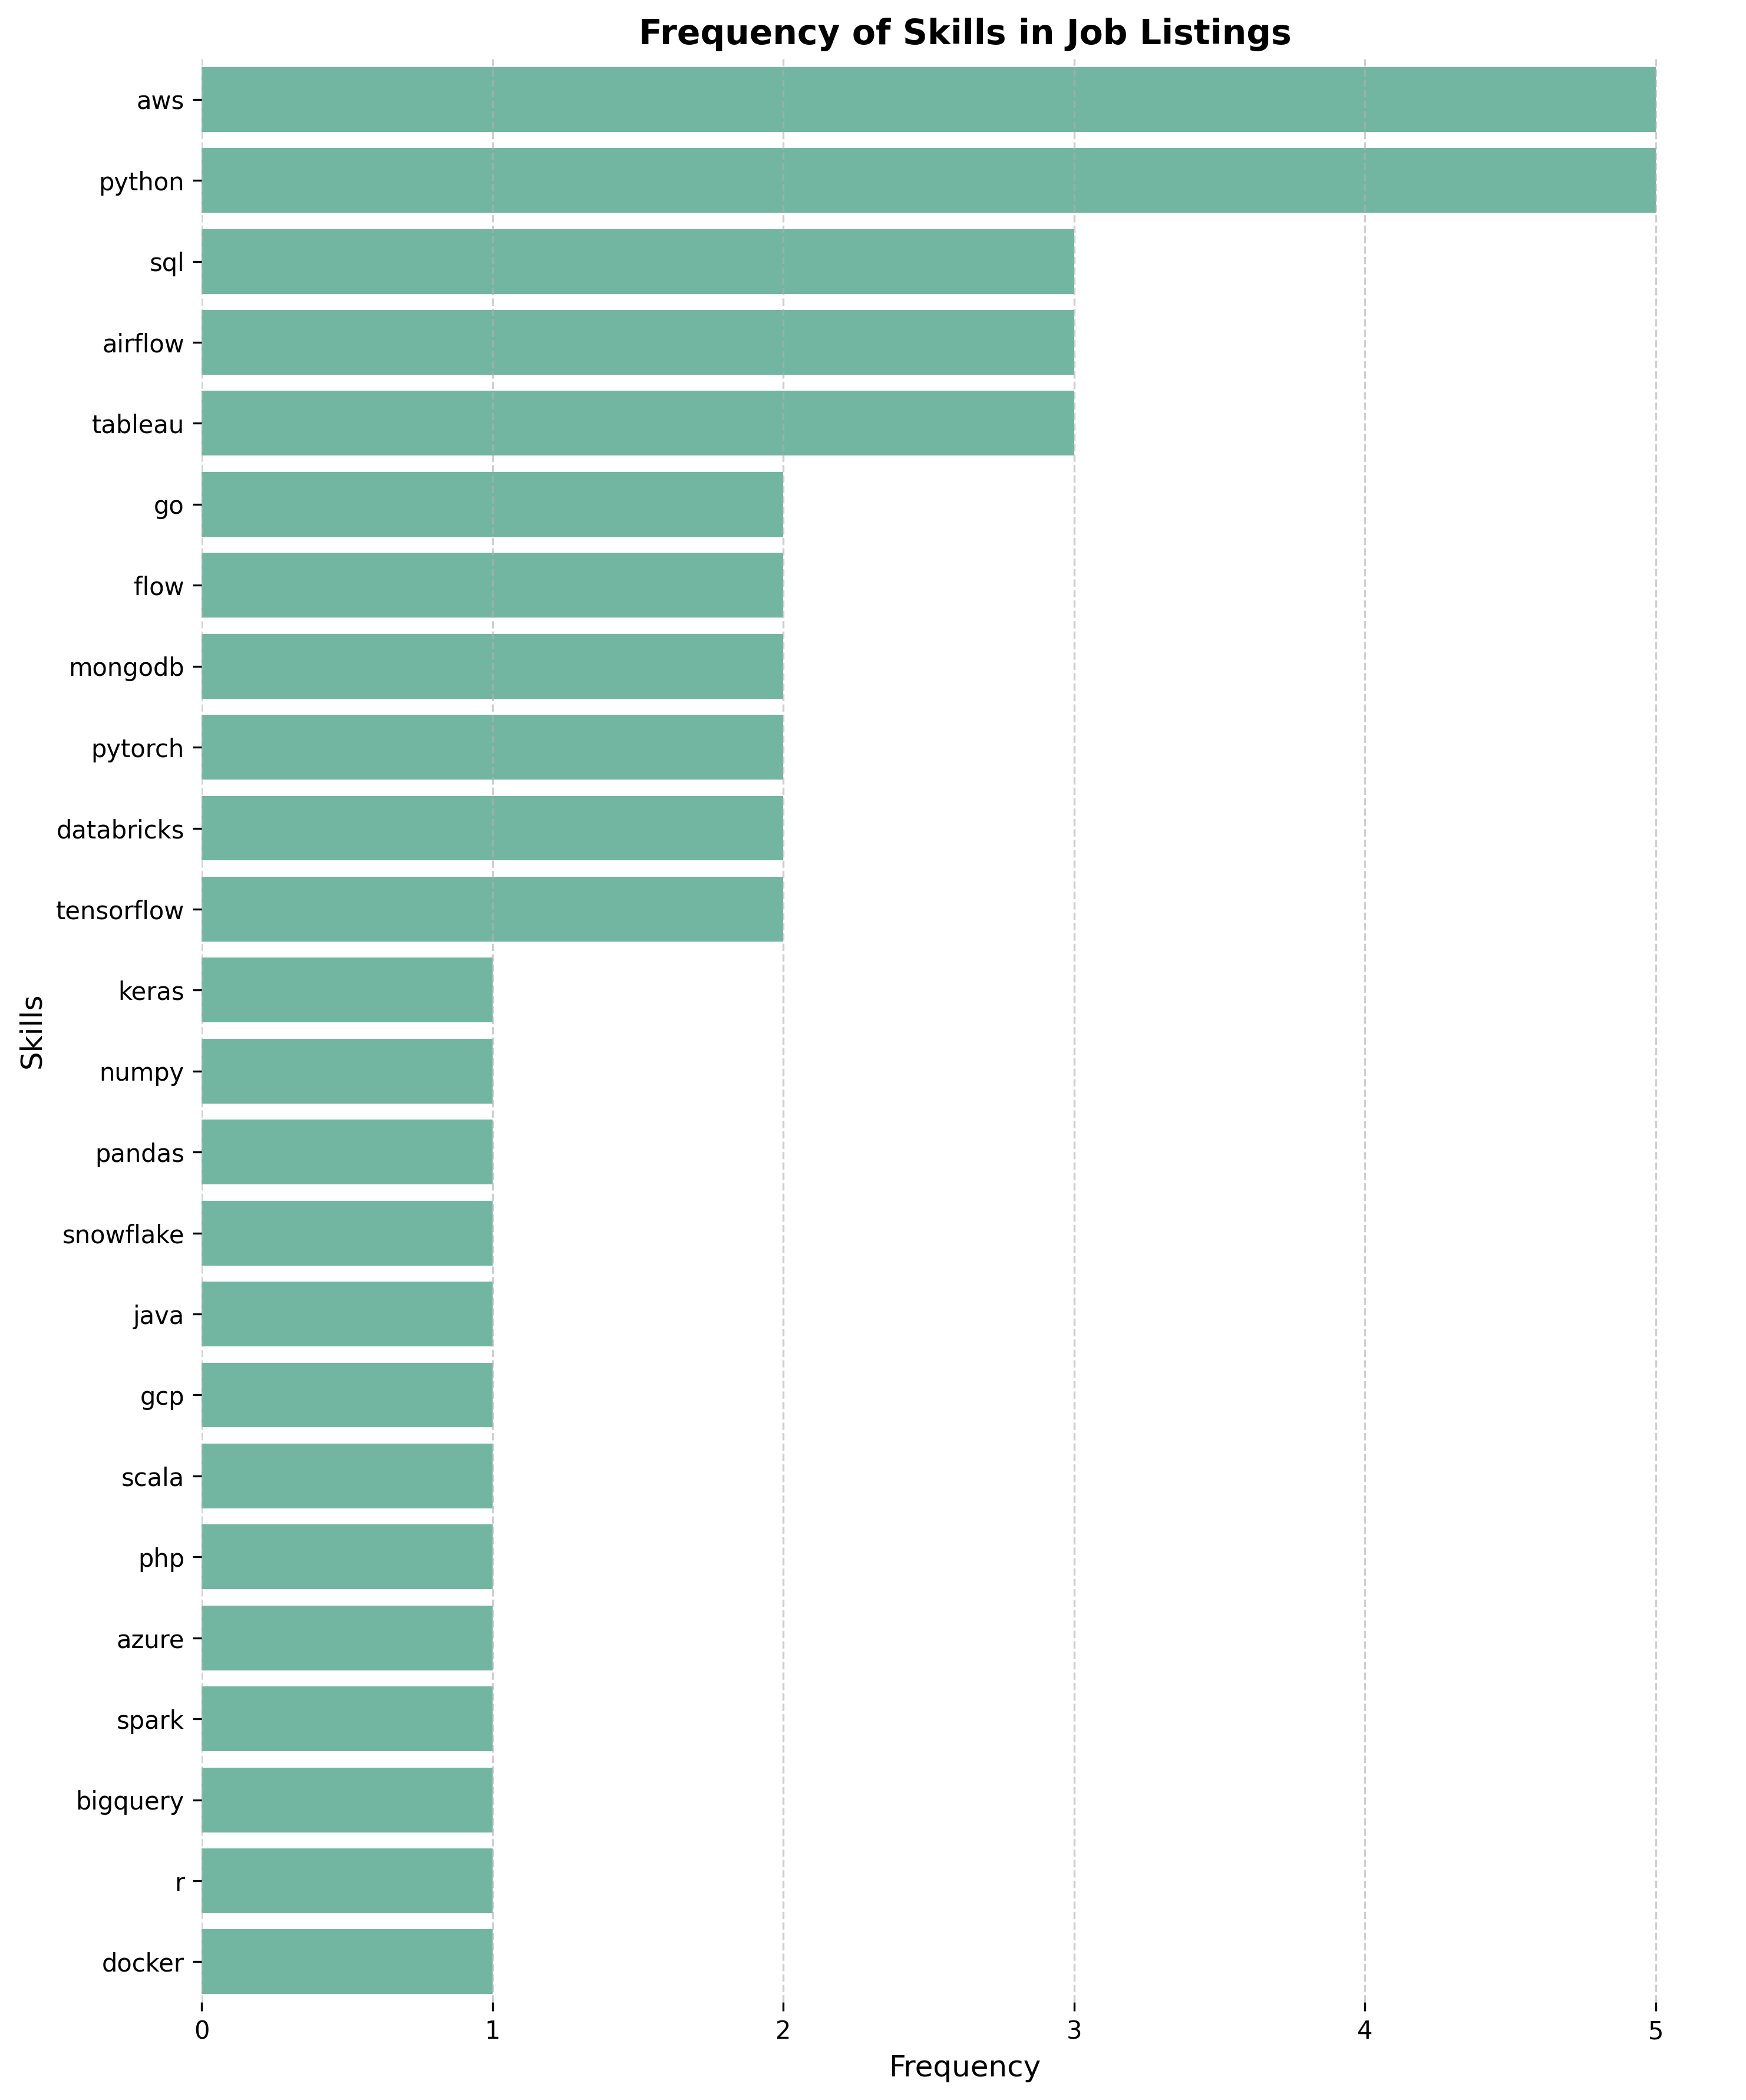 Frequency of Skills in Job Listings
aws
python
sql
airflow
tableau
go
flow
mongodb
pytorch
databricks
tensorflow
keras
numpy
pandas
snowflake
java
gcp
scala
php
azure
spark
bigquery
r
docker
Skills
0 1 2 3 4 5
Frequency